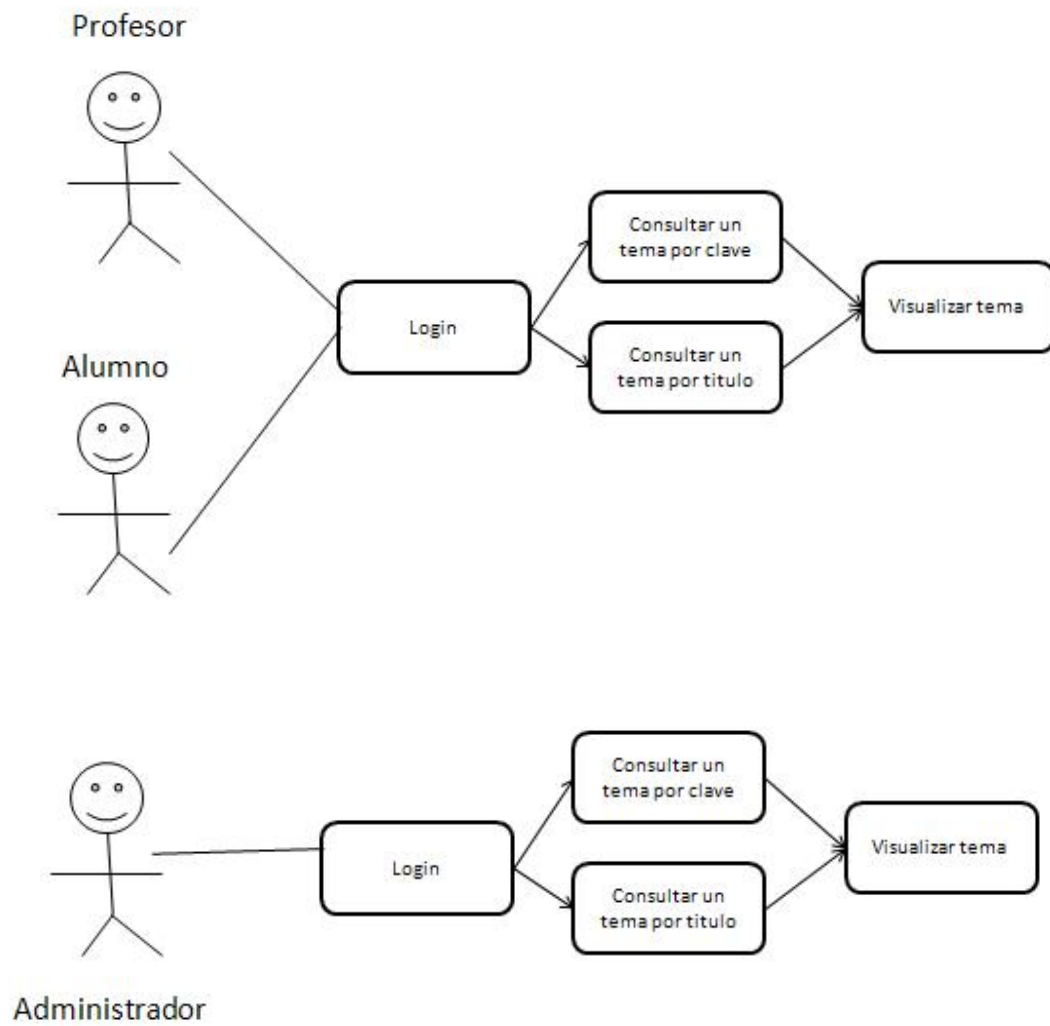 Profesor
Consultar un
tema por clave
Visualizar tema
Login
Consultar un
tema por titulo
Alumno
Consultar un
tema por clave
Visualizar tema
Login
Consultar un
tema por titulo
Administrador